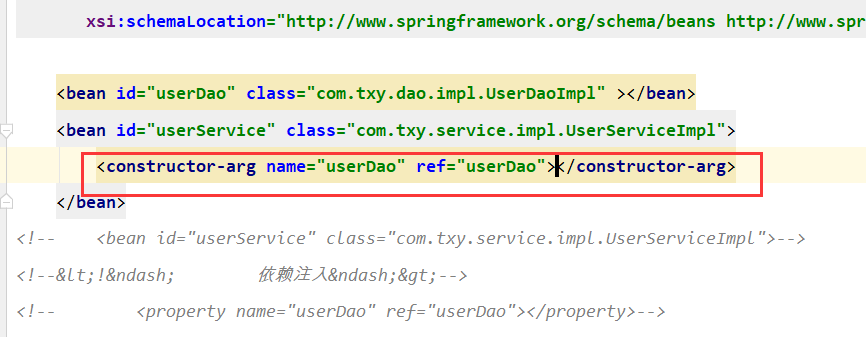 xsi:schemaLocation="http://www.springframework.org/schema/beans http://www.spr
<bean id="userDao" class="com.txy.dao.impl.UserDaoImpl" ></bean>
<bean id="userService" class="com.txy.service.impl.UserServiceImpl">
<constructor-arg name="userDao" ref="userDao"></constructor-arg>
</bean>
<!--    <bean id="userService" class="com.txy.service.impl.UserServiceImpl">-->
<!--&lt;!&ndash;        依赖注入&ndash;&gt;-->
<!--        <property name="userDao" ref="userDao"></property>-->